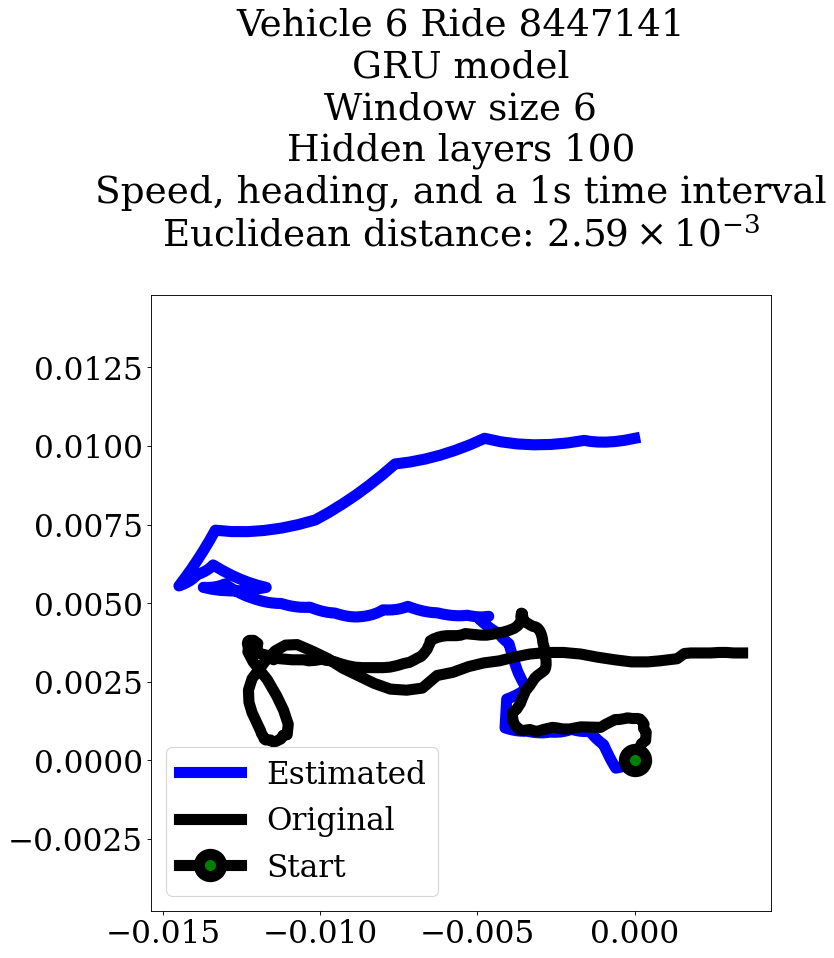 Vehicle 6 Ride 8447141
GRU model
Window size 6
Hidden layers 100
Speed, heading, and a 1s time interval
Euclidean distance: 2.59 × 10⁻³
0.0125
0.0100
0.0075
0.0050
0.0025
0.0000
−0.0025
Estimated
Original
Start
−0.015 −0.010 −0.005 0.000